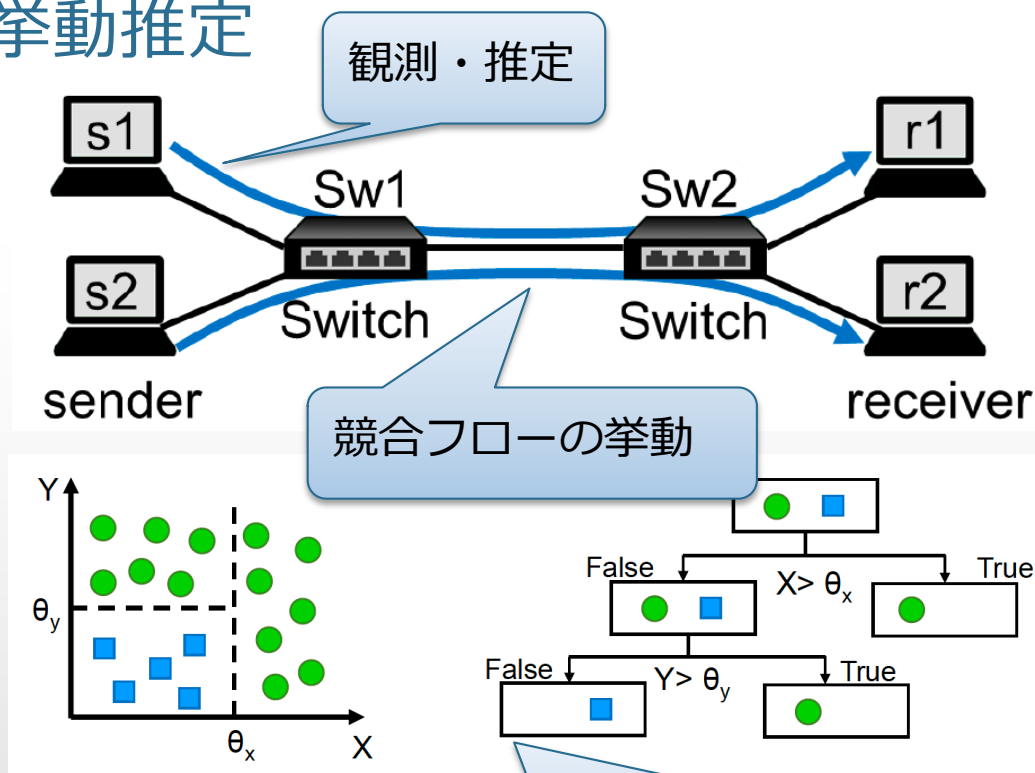 挙動推定
観測・推定
s1
r1
Sw1
Sw2
s2
r2
Switch
Switch
sender
receiver
競合フローの挙動
Y
θy
θx
X
False
X> θx
True
False
Y> θy
True